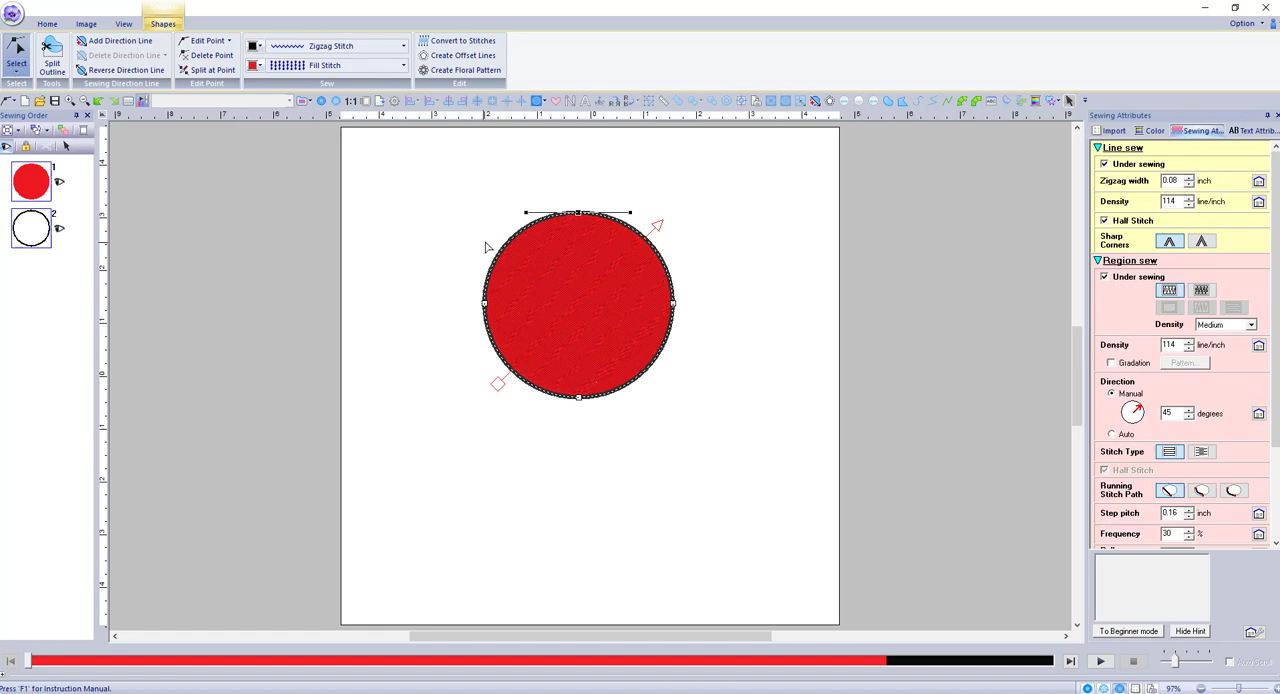 Option
Home Image View Shapes
Select
Split Outline
Add Direction Line
Delete Direction Line
Reverse Direction Line
Edit Point
Delete Point
Split at Point
Zigzag Stitch
Fill Stitch
Convert to Stitches
Create Offset Lines
Create Floral Pattern
Select Tools Sewing Direction Line Edit Point Sew Edit
1:1
Sewing Order
1
2
Sewing Attributes
Import Color Sewing At... Text Attrib...
Line sew
Under sewing
Zigzag width 0.08 inch
Density 114 line/inch
Half Stitch
Sharp Corners
Region sew
Under sewing
Density Medium
Density 114 line/inch
Gradation Pattern...
Direction
Manual
45 degrees
Auto
Stitch Type
Half Stitch
Running Stitch Path
Step pitch 0.16 inch
Frequency 30 %
To Beginner mode Hide Hint
Auto Scroll
Press 'F1' for Instruction Manual.
97%